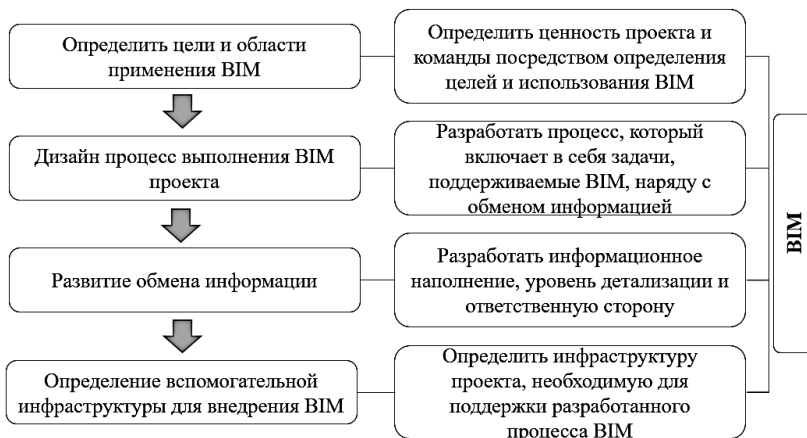 Определить цели и области
применения BIM
Определить ценность проекта и
команды посредством определения
целей и использования BIM
Дизайн процесс выполнения BIM
проекта
Разработать процесс, который
включает в себя задачи,
поддерживаемые BIM, наряду с
обменом информацией
Развитие обмена информации
Разработать информационное
наполнение, уровень детализации и
ответственную сторону
Определение вспомогательной
инфраструктуры для внедрения BIM
Определить инфраструктуру
проекта, необходимую для
поддержки разработанного
процесса BIM
BIM